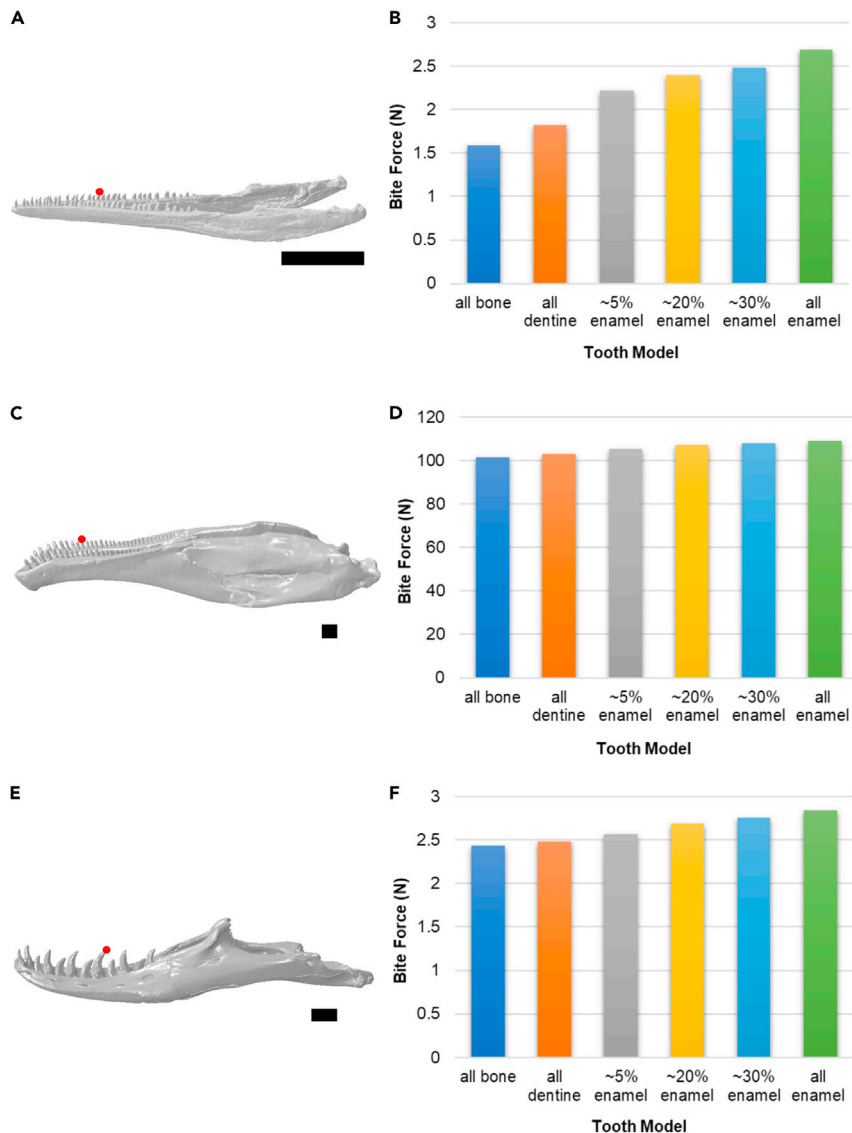 A
B
3
2.5
2
1.5
1
0.5
0
Bite Force (N)
all bone
all
dentine
~5%
enamel
~20%
enamel
~30%
enamel
all
enamel
Tooth Model
C
D
120
100
80
60
40
20
0
Bite Force (N)
all bone
all
dentine
~5%
enamel
~20%
enamel
~30%
enamel
all
enamel
Tooth Model
E
F
3
2.5
2
1.5
1
0.5
0
Bite Force (N)
all bone
all
dentine
~5%
enamel
~20%
enamel
~30%
enamel
all
enamel
Tooth Model